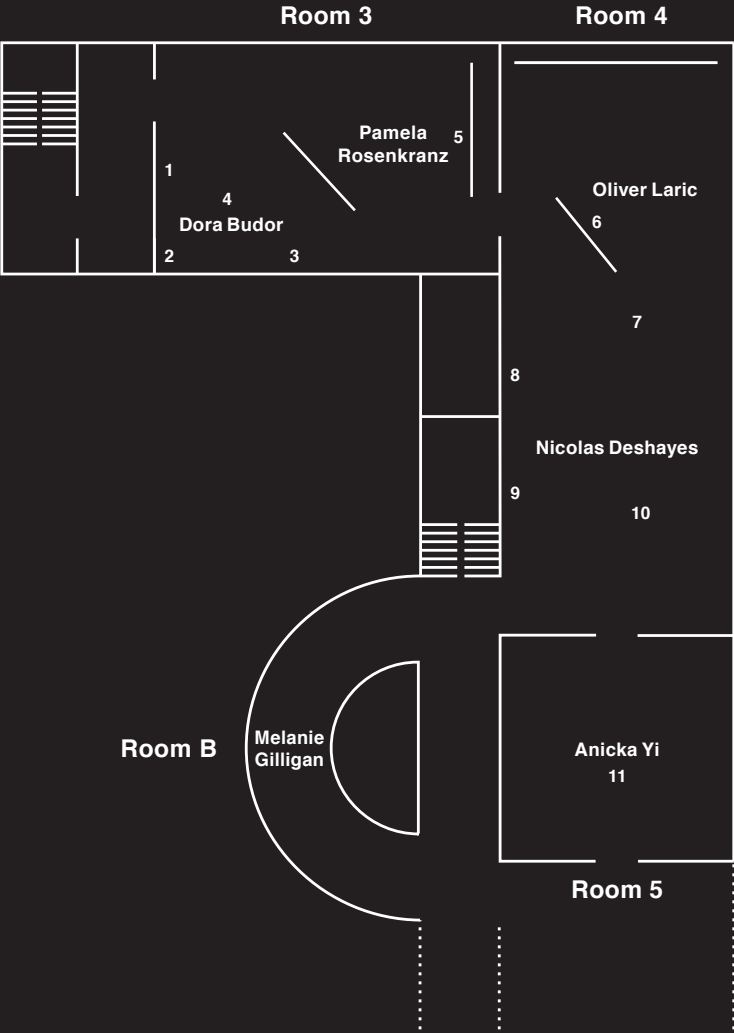 Room 3
Room 4
Pamela
Rosenkranz
5
1
4
Dora Budor
2
3
Oliver Laric
6
7
8
Nicolas Deshayes
9
10
Room B
Melanie
Gilligan
Anicka Yi
11
Room 5